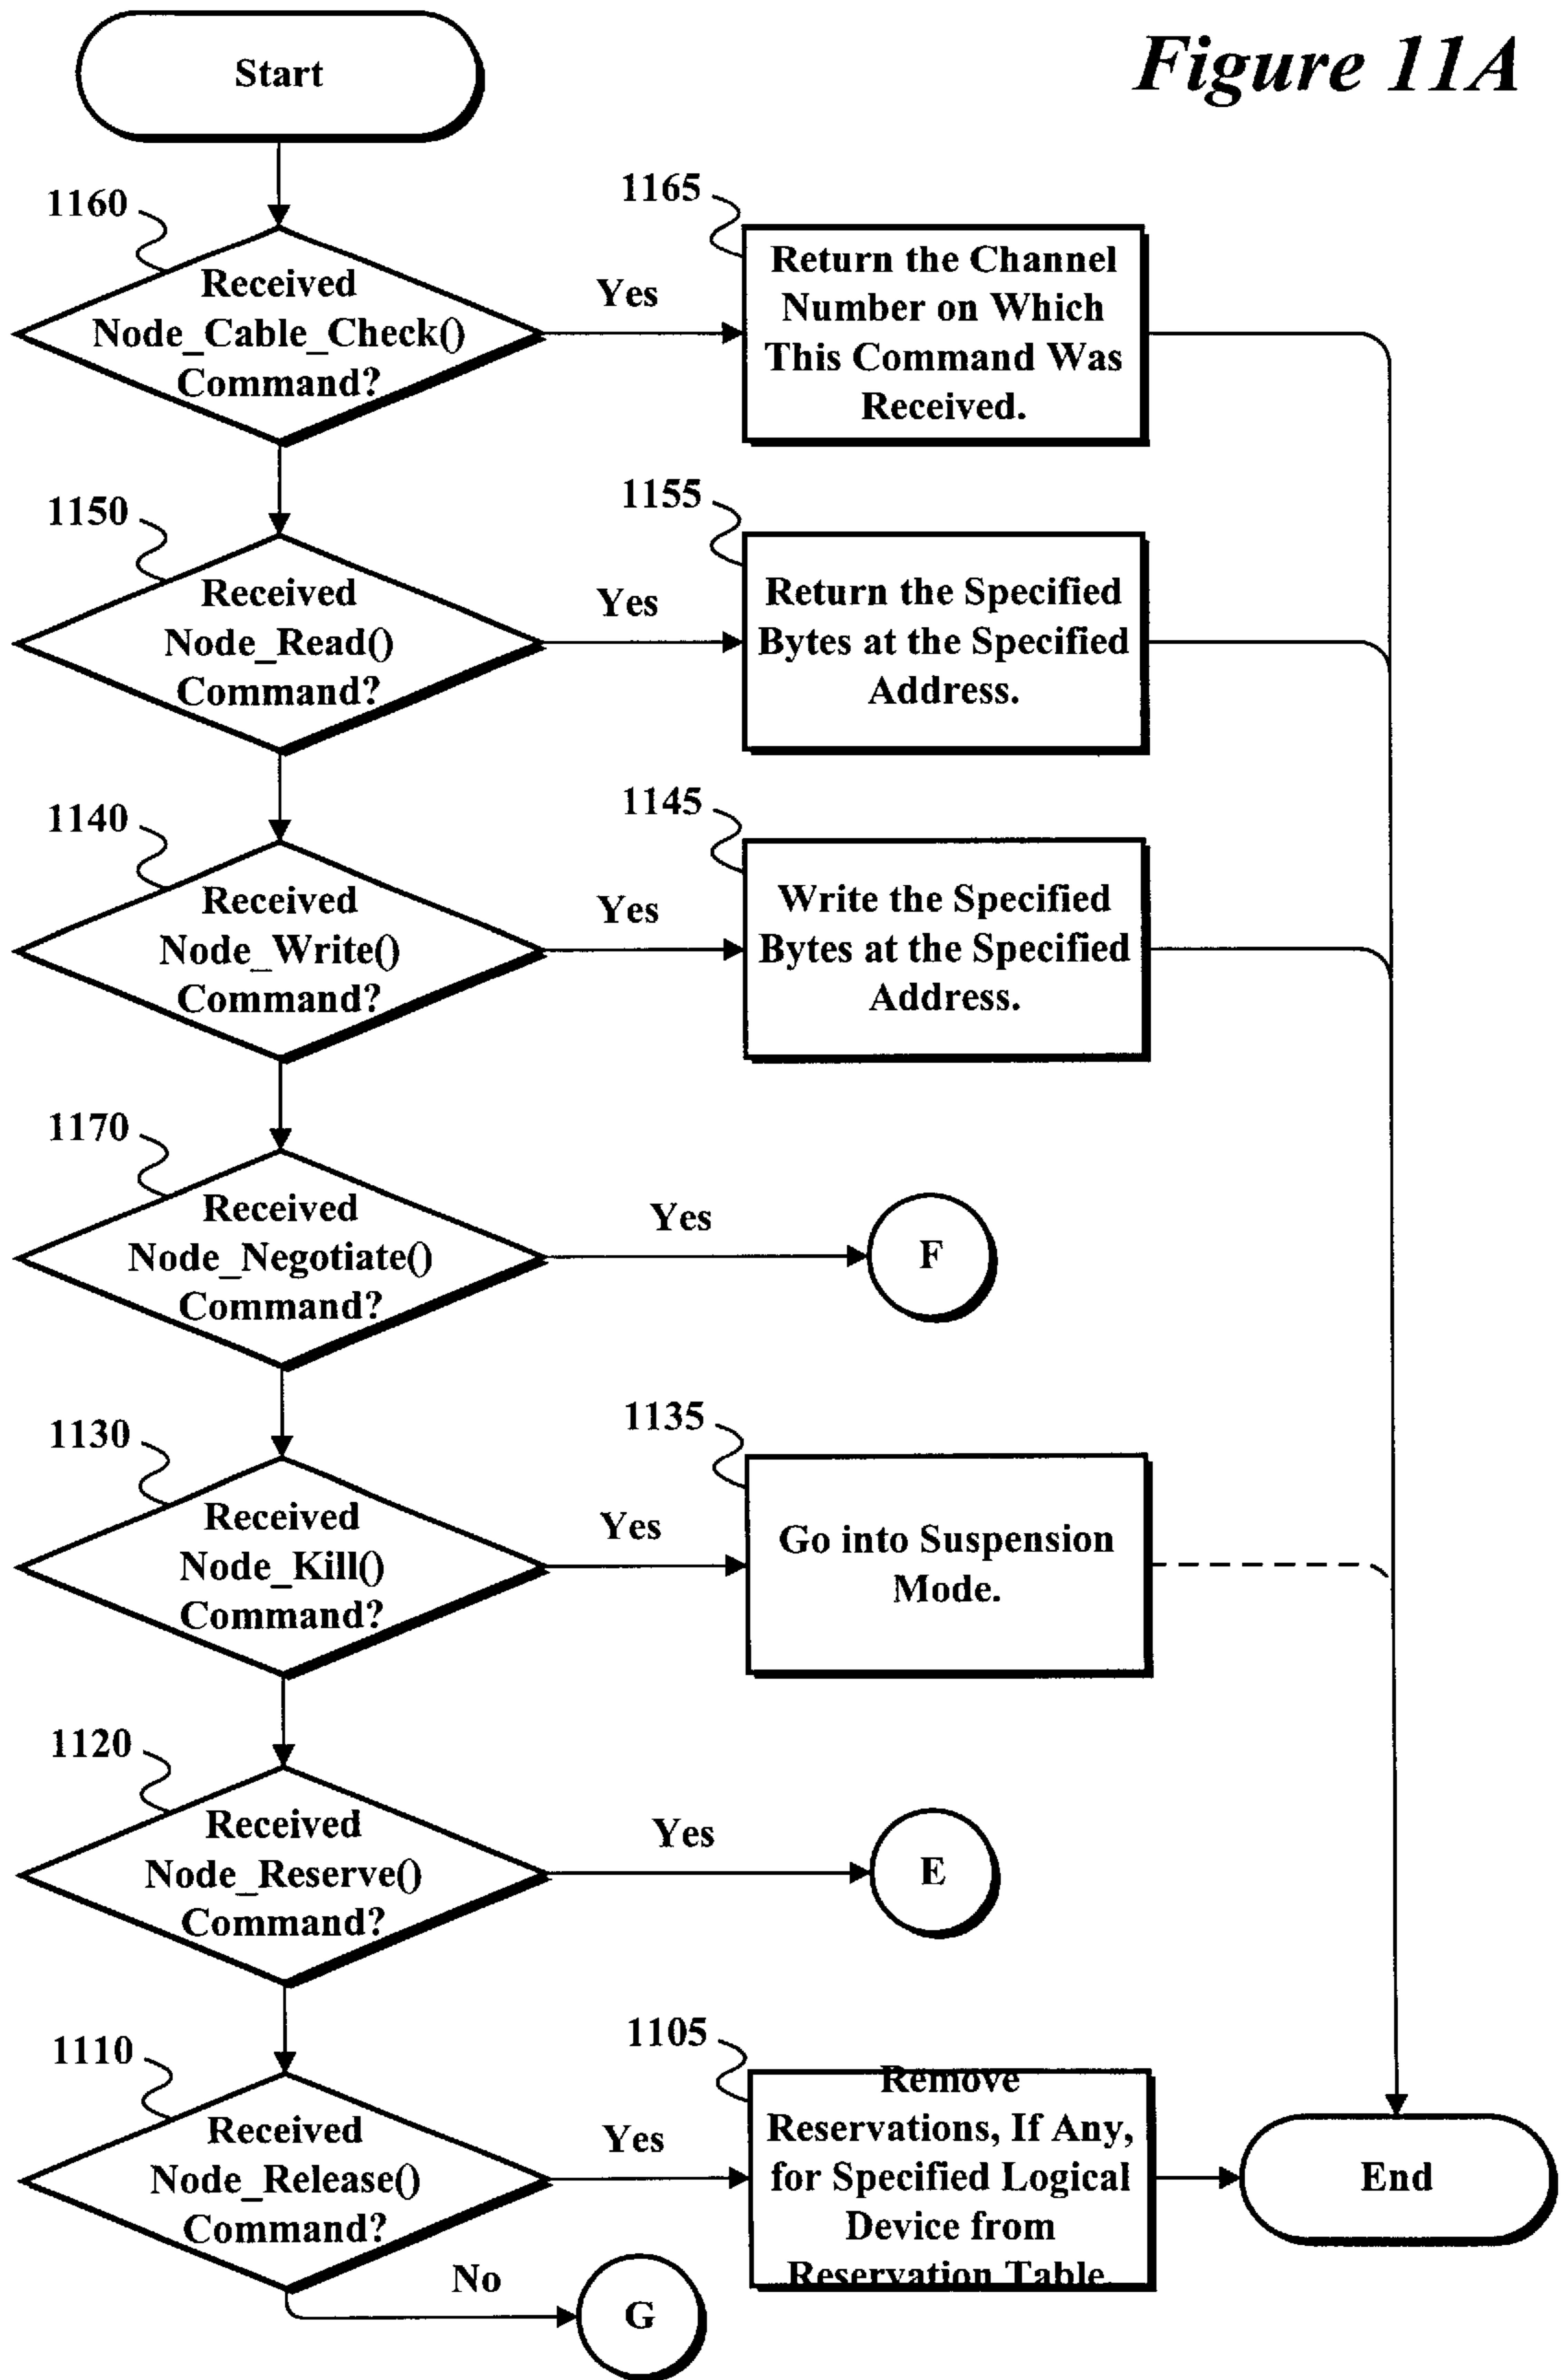 Figure 11A
Start
1160
Received
Node_Cable_Check()
Command?
Yes
1165
Return the Channel
Number on Which
This Command Was
Received.
1150
Received
Node_Read()
Command?
Yes
1155
Return the Specified
Bytes at the Specified
Address.
1140
Received
Node_Write()
Command?
Yes
1145
Write the Specified
Bytes at the Specified
Address.
1170
Received
Node_Negotiate()
Command?
Yes
F
1130
Received
Node_Kill()
Command?
Yes
1135
Go into Suspension
Mode.
1120
Received
Node_Reserve()
Command?
Yes
E
1110
Received
Node_Release()
Command?
Yes
1105
Remove
Reservations, If Any,
for Specified Logical
Device from
Reservation Table.
End
No
G